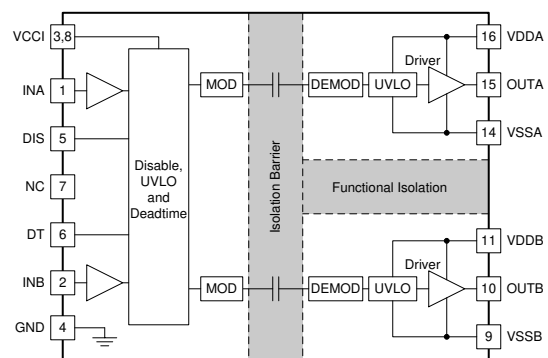 VCCI 3,8
INA 1
DIS 5
NC 7
DT 6
INB 2
GND 4
Disable,
UVLO
and
Deadtime
MOD
MOD
Isolation Barrier
DEMOD
UVLO
Driver
16 VDDA
15 OUTA
14 VSSA
Functional Isolation
DEMOD
UVLO
Driver
11 VDDB
10 OUTB
9 VSSB